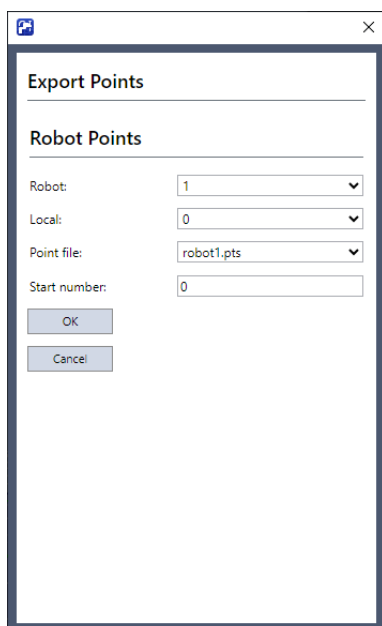 Export Points
Robot Points
Robot: 1
Local: 0
Point file: robot1.pts
Start number: 0
OK
Cancel